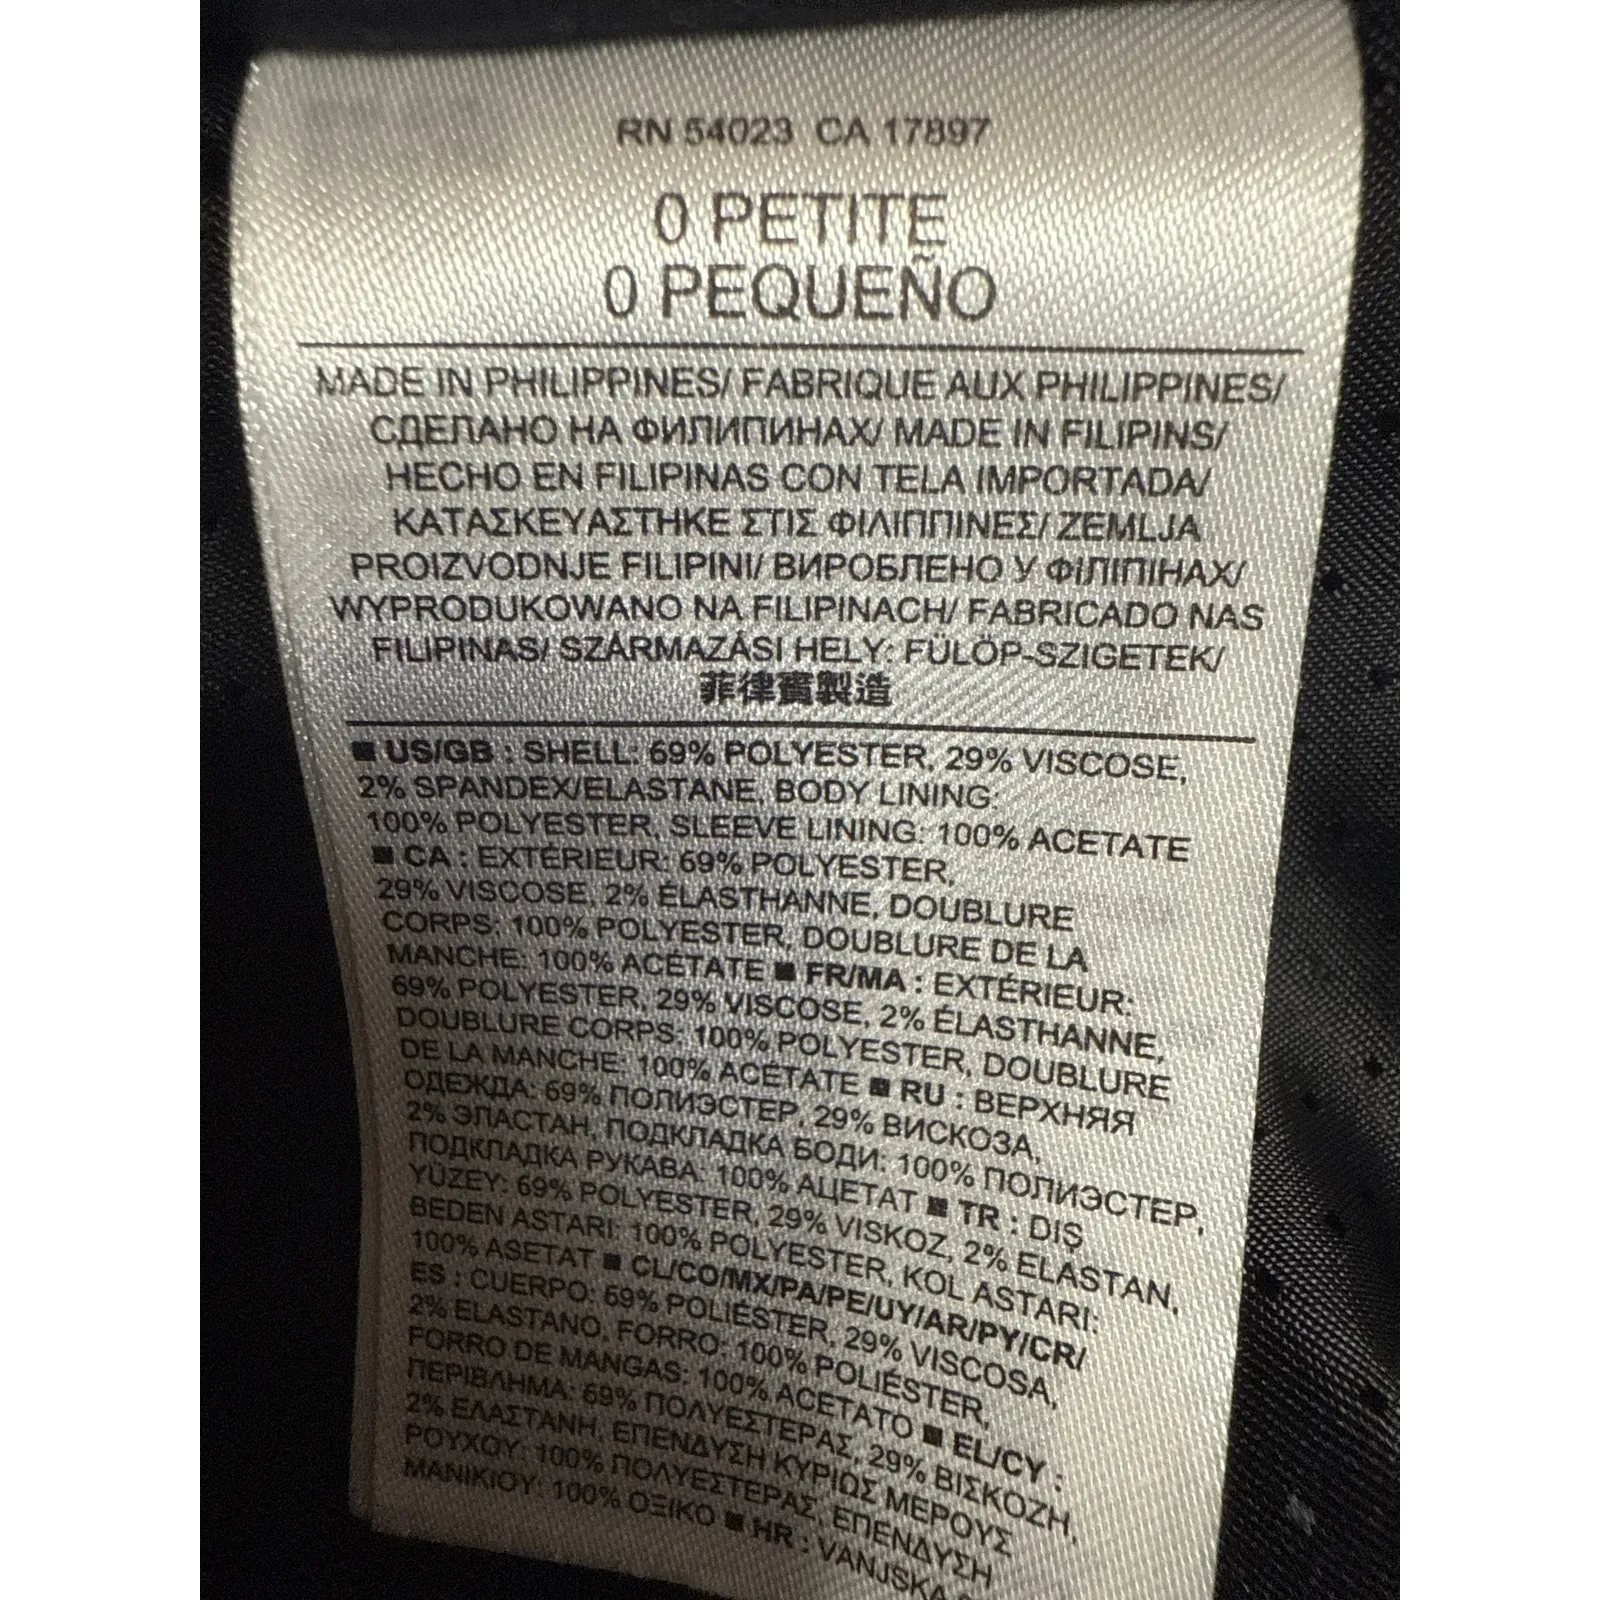 RN 54023 CA 17897
0 PETITE
0 PEQUEÑO
MADE IN PHILIPPINES/ FABRIQUE AUX PHILIPPINES/
СДЕЛАНО НА ФИЛИПИНАХ/ MADE IN FILIPINS/
HECHO EN FILIPINAS CON TELA IMPORTADA/
ΚΑΤΑΣΚΕΥΑΣΤΗΚΕ ΣΤΙΣ ΦΙΛΙΠΠΙΝΕΣ/ ZEMLJA
PROIZVODNJE FILIPINI/ ВИРОБЛЕНО У ФІЛІПІНАХ/
WYPRODUKOWANO NA FILIPINACH/ FABRICADO NAS
FILIPINAS/ SZÁRMAZÁSI HELY: FÜLÖP-SZIGETEK/
菲律賓製造
■ US/GB : SHELL: 69% POLYESTER, 29% VISCOSE,
2% SPANDEX/ELASTANE, BODY LINING:
100% POLYESTER, SLEEVE LINING: 100% ACETATE
■ CA : EXTÉRIEUR: 69% POLYESTER,
29% VISCOSE, 2% ÉLASTHANNE, DOUBLURE
CORPS: 100% POLYESTER, DOUBLURE DE LA
MANCHE: 100% ACÉTATE ■ FR/MA : EXTÉRIEUR:
69% POLYESTER, 29% VISCOSE, 2% ÉLASTHANNE,
DOUBLURE CORPS: 100% POLYESTER, DOUBLURE
DE LA MANCHE: 100% ACÉTATE ■ RU : ВЕРХНЯЯ
ОДЕЖДА: 69% ПОЛИЭСТЕР, 29% ВИСКОЗА,
2% ЭЛАСТАН, ПОДКЛАДКА БОДИ: 100% ПОЛИЭСТЕР,
ПОДКЛАДКА РУКАВА: 100% АЦЕТАТ ■ TR : DIŞ
YÜZEY: 69% POLYESTER, 29% VISKOZ, 2% ELASTAN,
BEDEN ASTARI: 100% POLYESTER, KOL ASTARI:
100% ASETAT ■ CL/CO/MX/PA/PE/UY/AR/PY/CR/
ES : CUERPO: 69% POLIÉSTER, 29% VISCOSA,
2% ELASTANO, FORRO: 100% POLIÉSTER,
FORRO DE MANGAS: 100% ACETATO ■ EL/CY :
ΠΕΡΙΒΛΗΜΑ: 69% ΠΟΛΥΕΣΤΕΡΑΣ, 29% ΒΙΣΚΟΖΗ,
2% ΕΛΑΣΤΑΝΗ, ΕΠΕΝΔΥΣΗ ΚΥΡΙΩΣ ΜΕΡΟΥΣ
ΡΟΥΧΟΥ: 100% ΠΟΛΥΕΣΤΕΡΑΣ, ΕΠΕΝΔΥΣΗ
ΜΑΝΙΚΙΟΥ: 100% ΟΞΙΚΟ ■ HR : VANJSKA